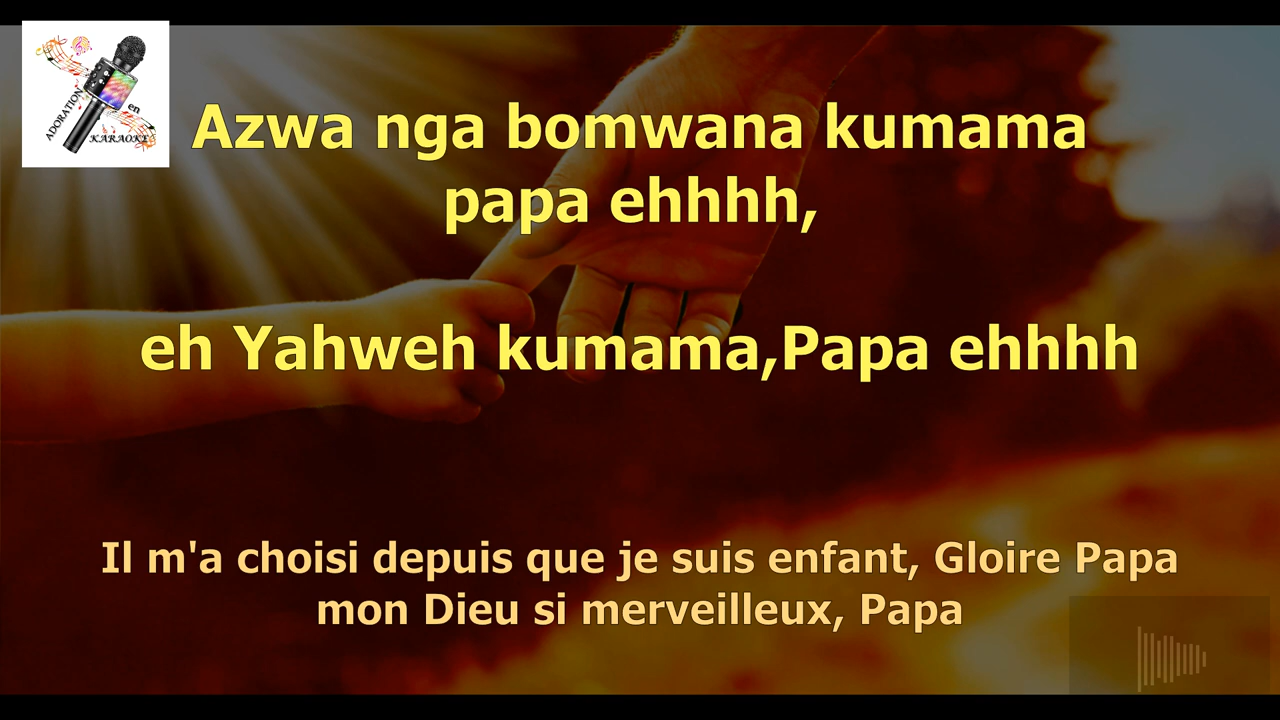 ADORATION en KARAOKE
Azwa nga bomwana kumama
papa ehhhh,
eh Yahweh kumama,Papa ehhhh
Il m'a choisi depuis que je suis enfant, Gloire Papa
mon Dieu si merveilleux, Papa